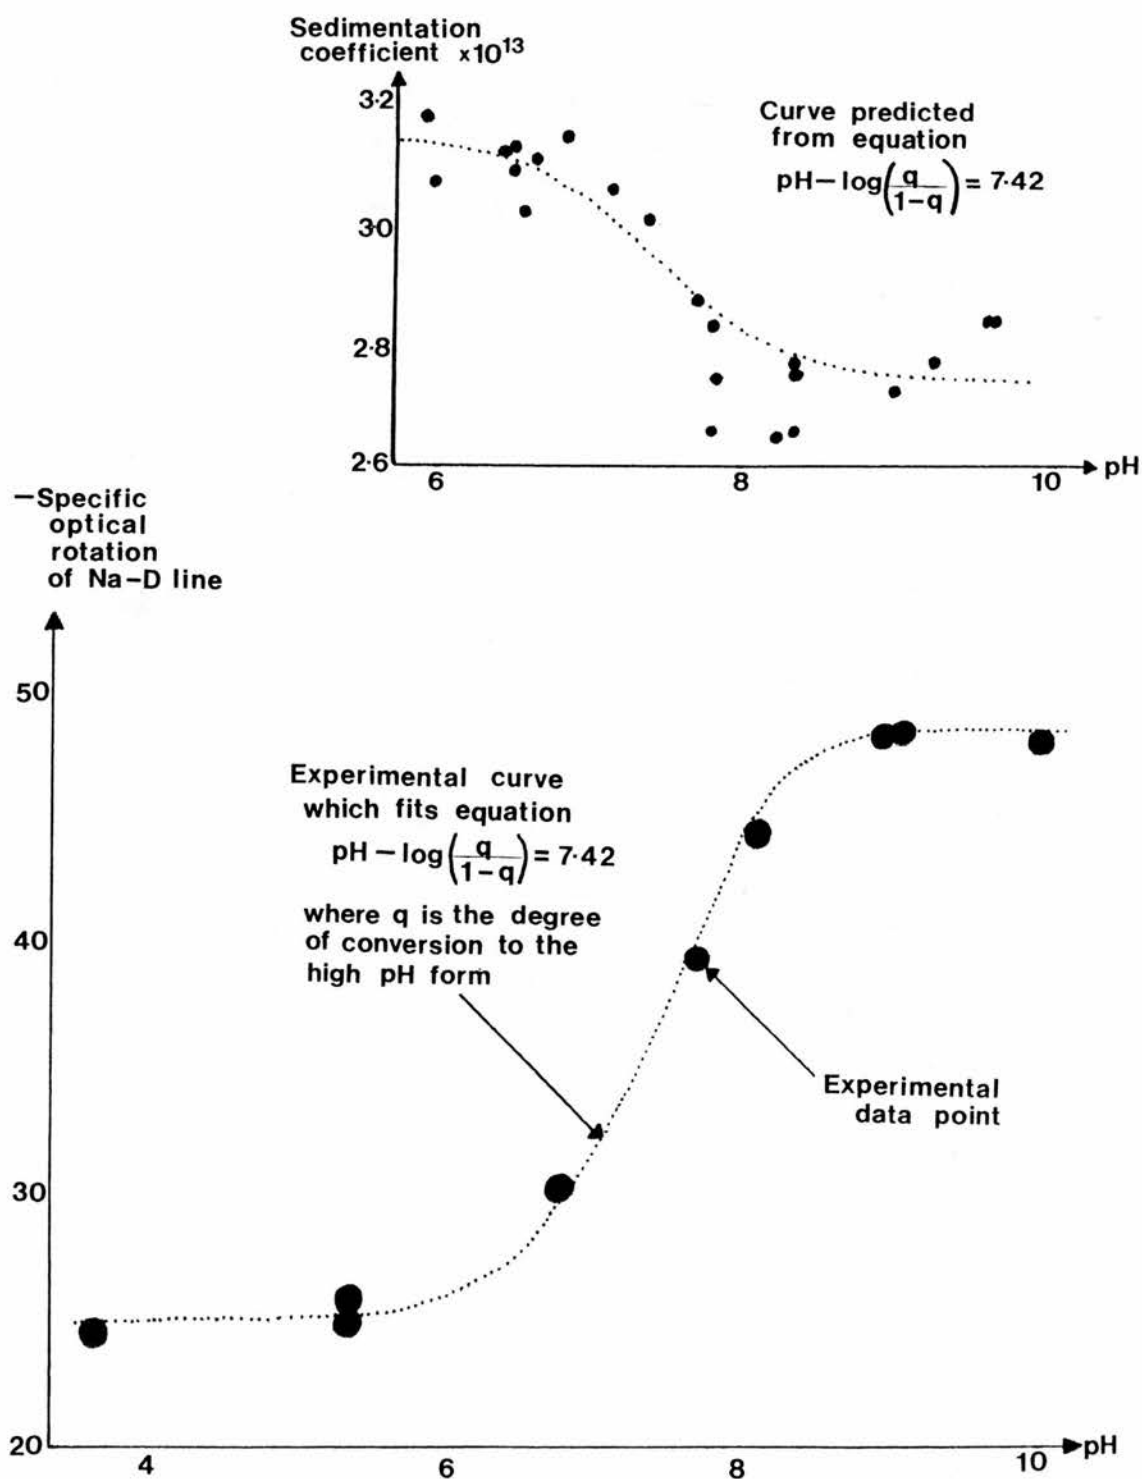 Sedimentation
coefficient ×10¹³
3·2
3·0
2·8
2·6
6 8 10 pH
Curve predicted
from equation
pH – log(q/1–q) = 7·42
–Specific
optical
rotation
of Na–D line
50
40
30
20
4 6 8 10 pH
Experimental curve
which fits equation
pH – log(q/1–q) = 7·42
where q is the degree
of conversion to the
high pH form
Experimental
data point